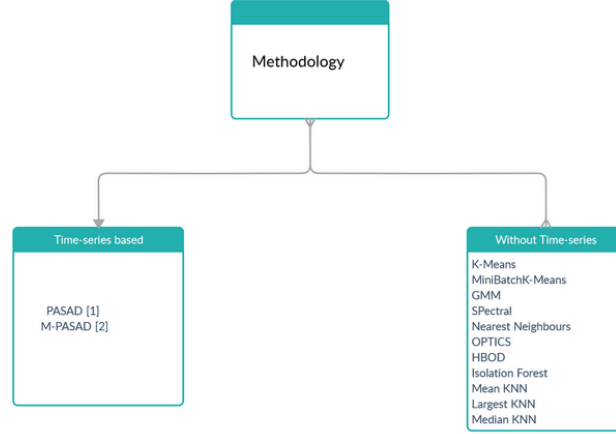 Methodology
Time-series based
PASAD [1]
M-PASAD [2]
Without Time-series
K-Means
MiniBatchK-Means
GMM
SPectral
Nearest Neighbours
OPTICS
HBOD
Isolation Forest
Mean KNN
Largest KNN
Median KNN